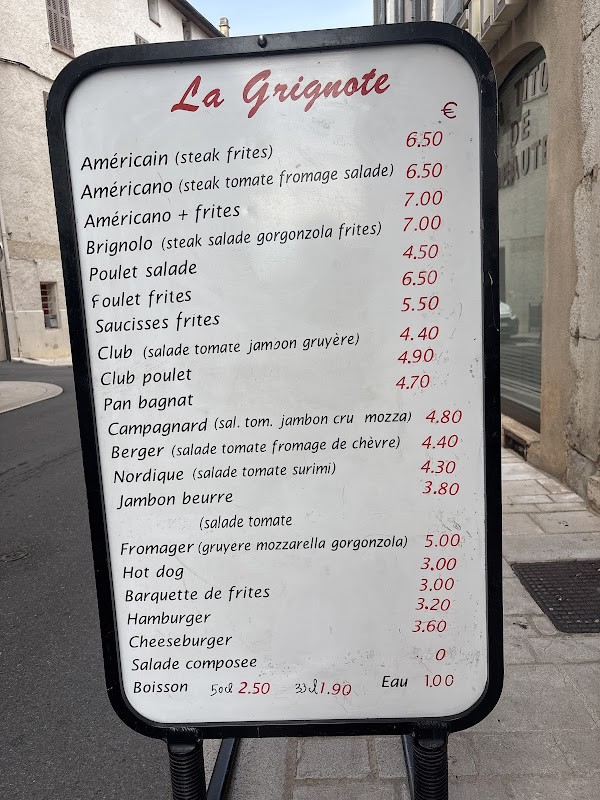 La Grignote
€
Américain (steak frites) 6.50
Américano (steak tomate fromage salade) 6.50
Américano + frites 7.00
Brignolo (steak salade gorgonzola frites) 7.00
Poulet salade 4.50
Foulet frites 6.50
Saucisses frites 5.50
Club (salade tomate jambon gruyère) 4.40
Club poulet 4.90
Pan bagnat 4.70
Campagnard (sal. tom. jambon cru mozza) 4.80
Berger (salade tomate fromage de chèvre) 4.40
Nordique (salade tomate surimi) 4.30
Jambon beurre 3.80
(salade tomate
Fromager (gruyere mozzarella gorgonzola) 5.00
Hot dog 3.00
Barquette de frites 3.00
Hamburger 3.20
Cheeseburger 3.60
Salade composee 0
Boisson 50cl 2.50 33cl 1.90 Eau 1.00
DE